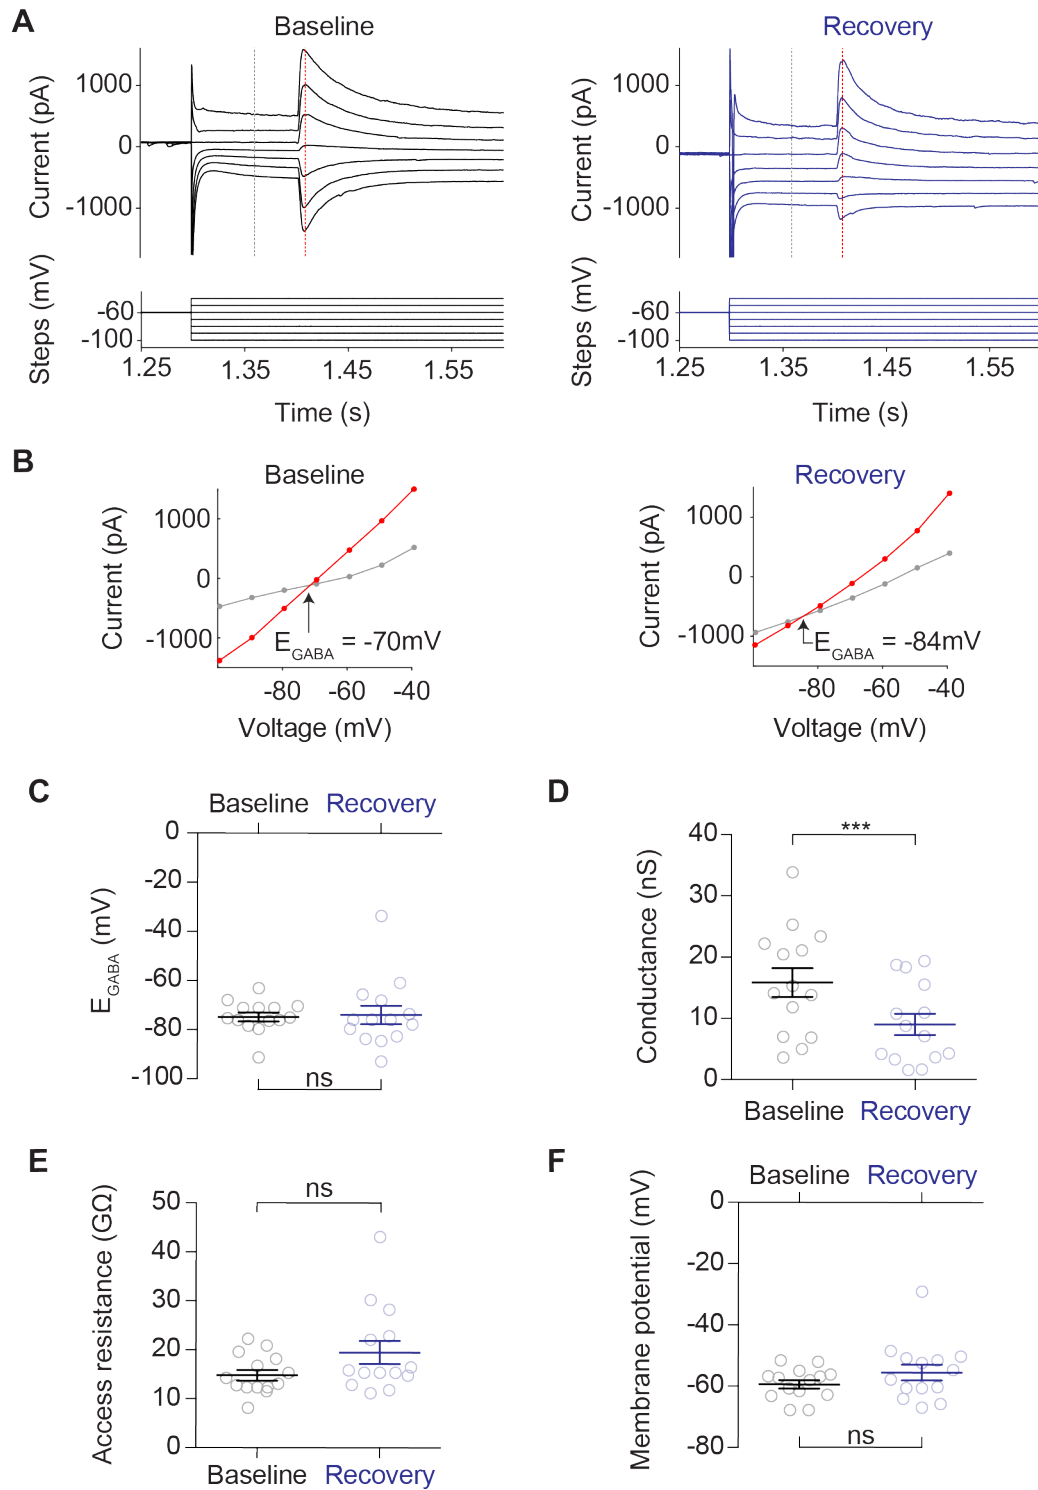 A
Baseline
Recovery
Current (pA)
1000
0
-1000
Current (pA)
1000
0
-1000
Steps (mV)
-60
-100
Steps (mV)
-60
-100
1.25 1.35 1.45 1.55
1.25 1.35 1.45 1.55
Time (s)
Time (s)
B
Baseline
Recovery
Current (pA)
1000
0
-1000
E GABA = -70mV
Current (pA)
1000
0
-1000
E GABA = -84mV
-80 -60 -40
-80 -60 -40
Voltage (mV)
Voltage (mV)
C
Baseline Recovery
E GABA (mV)
0
-20
-40
-60
-80
-100
ns
D
Conductance (nS)
40
30
20
10
0
***
Baseline Recovery
E
Access resistance (GΩ)
50
40
30
20
10
0
ns
Baseline Recovery
F
Baseline Recovery
Membrane potential (mV)
0
-20
-40
-60
-80
ns